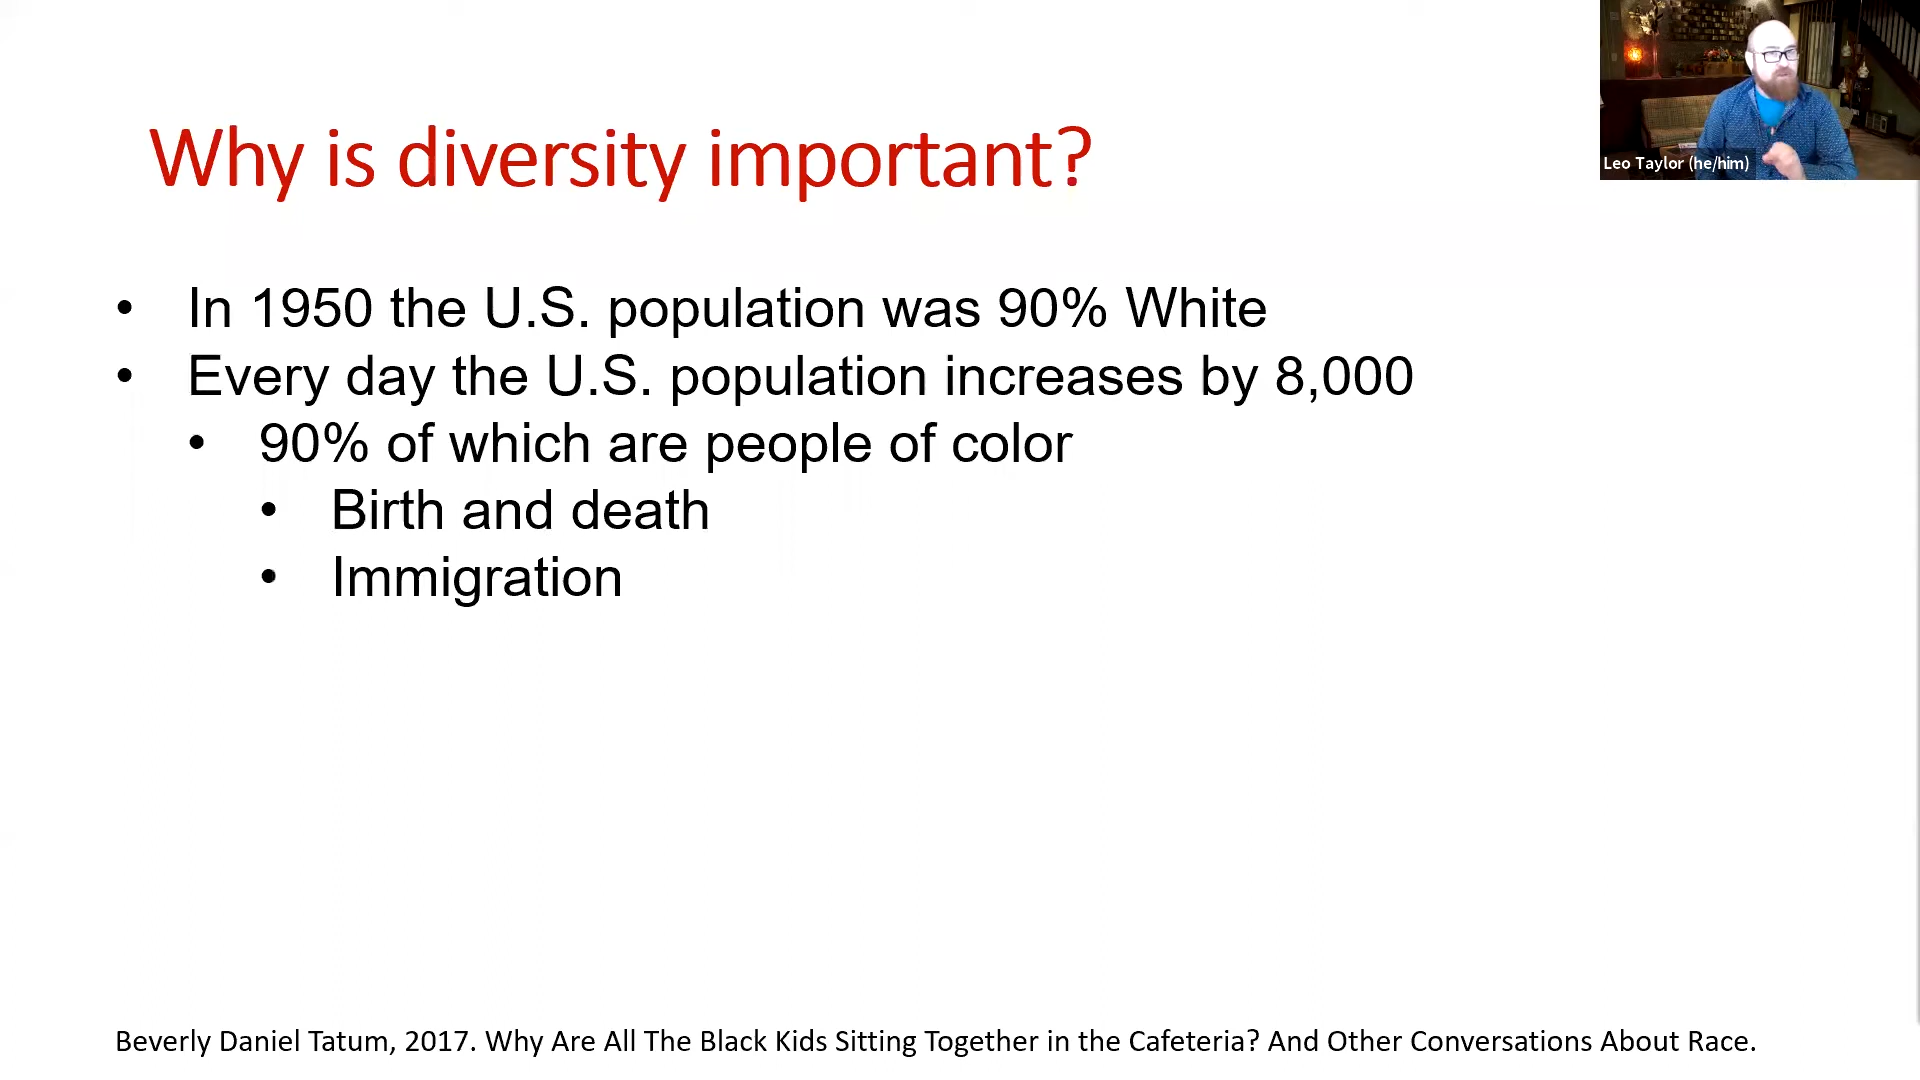 Why is diversity important?
Leo Taylor (he/him)
• In 1950 the U.S. population was 90% White
• Every day the U.S. population increases by 8,000
• 90% of which are people of color
• Birth and death
• Immigration
Beverly Daniel Tatum, 2017. Why Are All The Black Kids Sitting Together in the Cafeteria? And Other Conversations About Race.